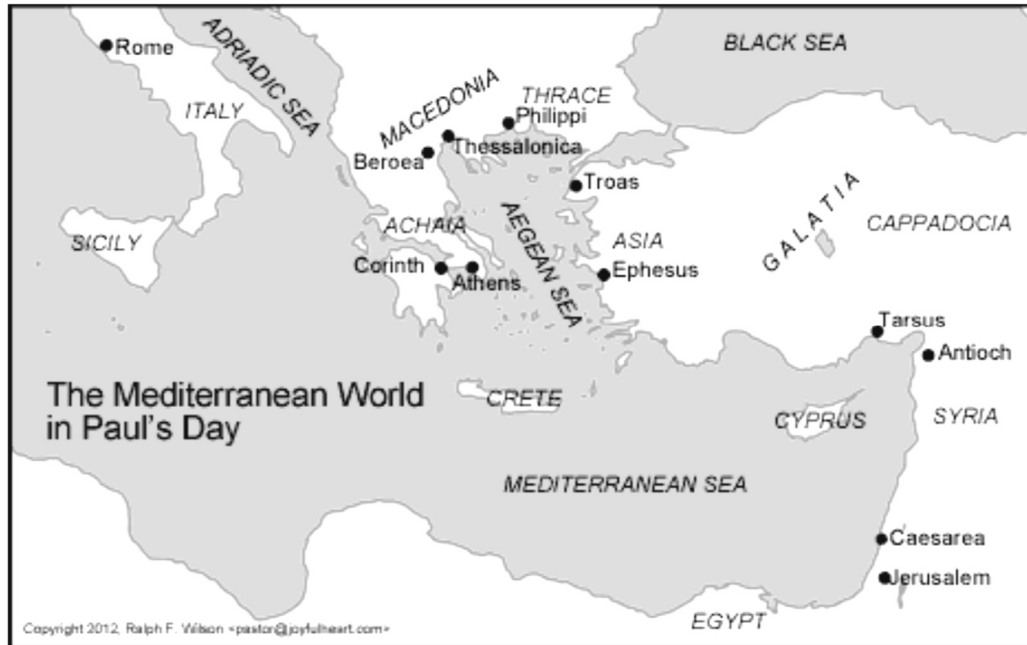 Rome
ADRIADIC SEA
BLACK SEA
ITALY
MACEDONIA
THRACE
Philippi
Thessalonica
Beroea
Troas
GALATIA
CAPPADOCIA
SICILY
ACHAIA
AEGEAN SEA
ASIA
Corinth
Athens
Ephesus
Tarsus
Antioch
The Mediterranean World
in Paul's Day
CRETE
CYPRUS
SYRIA
MEDITERRANEAN SEA
Caesarea
Jerusalem
EGYPT
Copyright 2012, Ralph F. Wilson <pastor@joyfulheart.com>